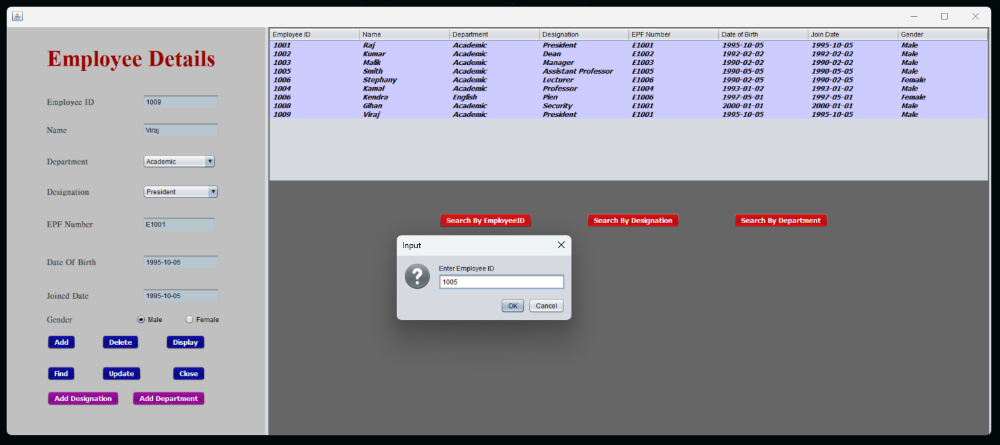 Employee Details
Employee ID 1009
Name Viraj
Department Academic
Designation President
EPF Number E1001
Date Of Birth 1995-10-05
Joined Date 1995-10-05
Gender Male Female
Add Delete Display
Find Update Close
Add Designation Add Department
Employee ID Name Department Designation EPF Number Date of Birth Join Date Gender
1001 Raj Academic President E1001 1995-10-05 1995-10-05 Male
1002 Kumar Academic Dean E1002 1992-02-02 1992-02-02 Male
1003 Malik Academic Manager E1003 1990-02-02 1990-02-02 Male
1005 Smith Academic Assistant Professor E1005 1990-05-05 1990-05-05 Male
1006 Stephany Academic Lecturer E1006 1990-02-05 1990-02-05 Female
1004 Kamal Academic Professor E1004 1993-01-02 1993-01-02 Male
1006 Kendra English Pien E1006 1997-05-01 1997-05-01 Female
1008 Gihan Academic Security E1001 2000-01-01 2000-01-01 Male
1009 Viraj Academic President E1001 1995-10-05 1995-10-05 Male
Search By EmployeeID Search By Designation Search By Department
Input
?
Enter Employee ID
1005
OK Cancel